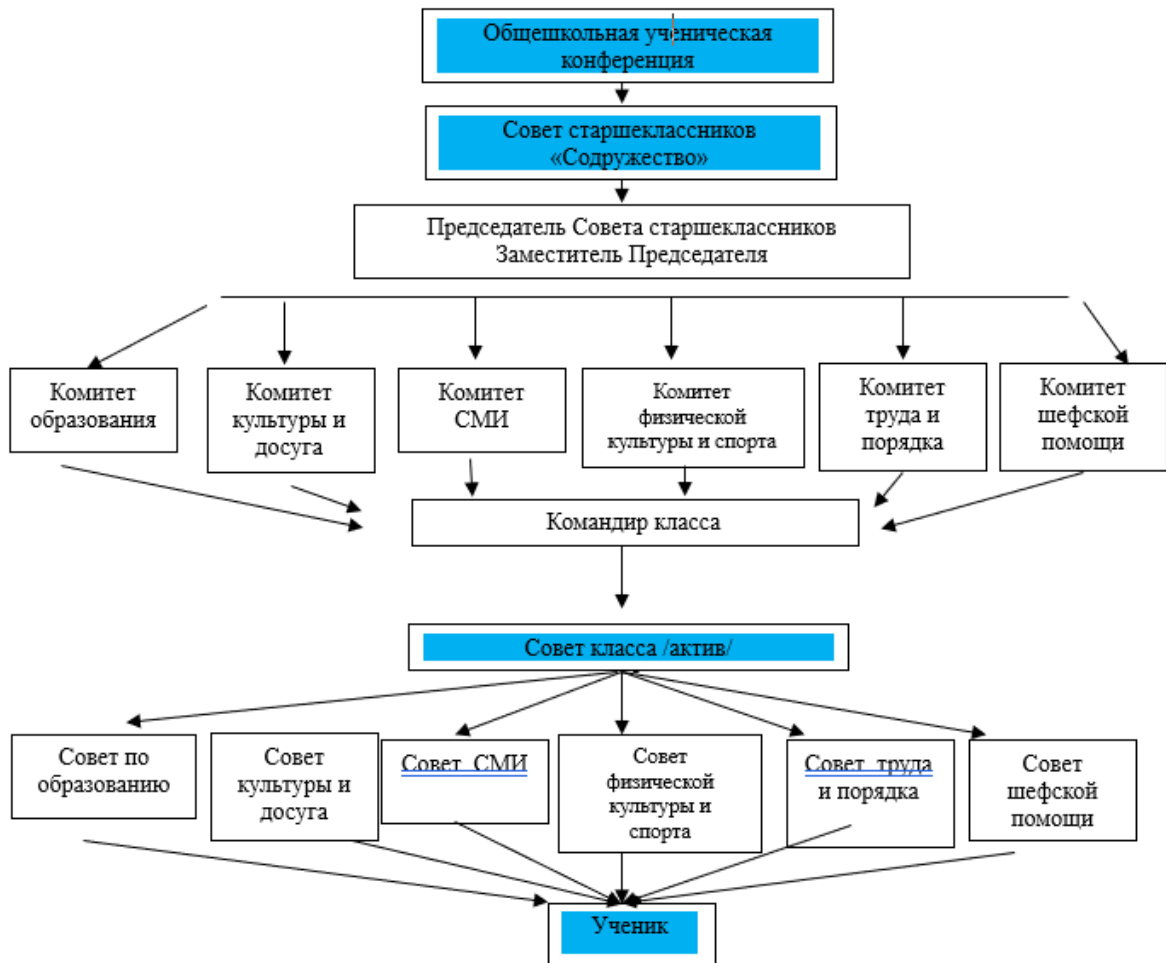 Общешкольная ученическая
конференция
Совет старшеклассников
«Содружество»
Председатель Совета старшеклассников
Заместитель Председателя
Комитет
образования
Комитет
культуры и
досуга
Комитет
СМИ
Комитет
физической
культуры и спорта
Комитет
труда и
порядка
Комитет
шефской
помощи
Командир класса
Совет класса /актив/
Совет по
образованию
Совет
культуры и
досуга
Совет СМИ
Совет
физической
культуры и
спорта
Совет труда
и порядка
Совет
шефской
помощи
Ученик